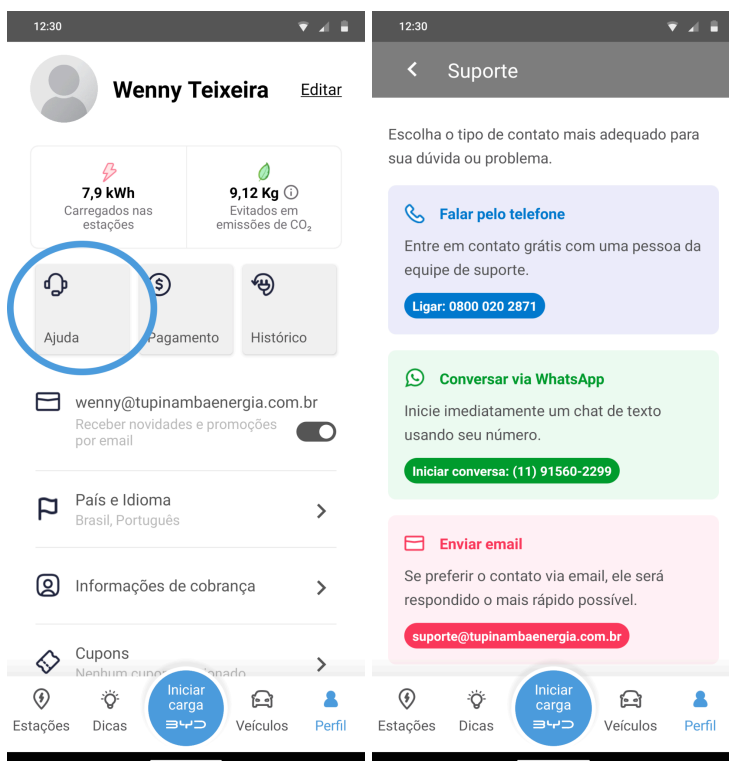 12:30
Wenny Teixeira
Editar
7,9 kWh
Carregados nas
estações
9,12 Kg
Evitados em
emissões de CO₂
Ajuda
Pagamento
Histórico
wenny@tupinambaenergia.com.br
Receber novidades e promoções
por email
País e Idioma
Brasil, Português
Informações de cobrança
Cupons
Nenhum cupom
Estações
Dicas
Iniciar
carga
BYD
Veículos
Perfil
12:30
Suporte
Escolha o tipo de contato mais adequado para
sua dúvida ou problema.
Falar pelo telefone
Entre em contato grátis com uma pessoa da
equipe de suporte.
Ligar: 0800 020 2871
Conversar via WhatsApp
Inicie imediatamente um chat de texto
usando seu número.
Iniciar conversa: (11) 91560-2299
Enviar email
Se preferir o contato via email, ele será
respondido o mais rápido possível.
suporte@tupinambaenergia.com.br
Estações
Dicas
Iniciar
carga
BYD
Veículos
Perfil